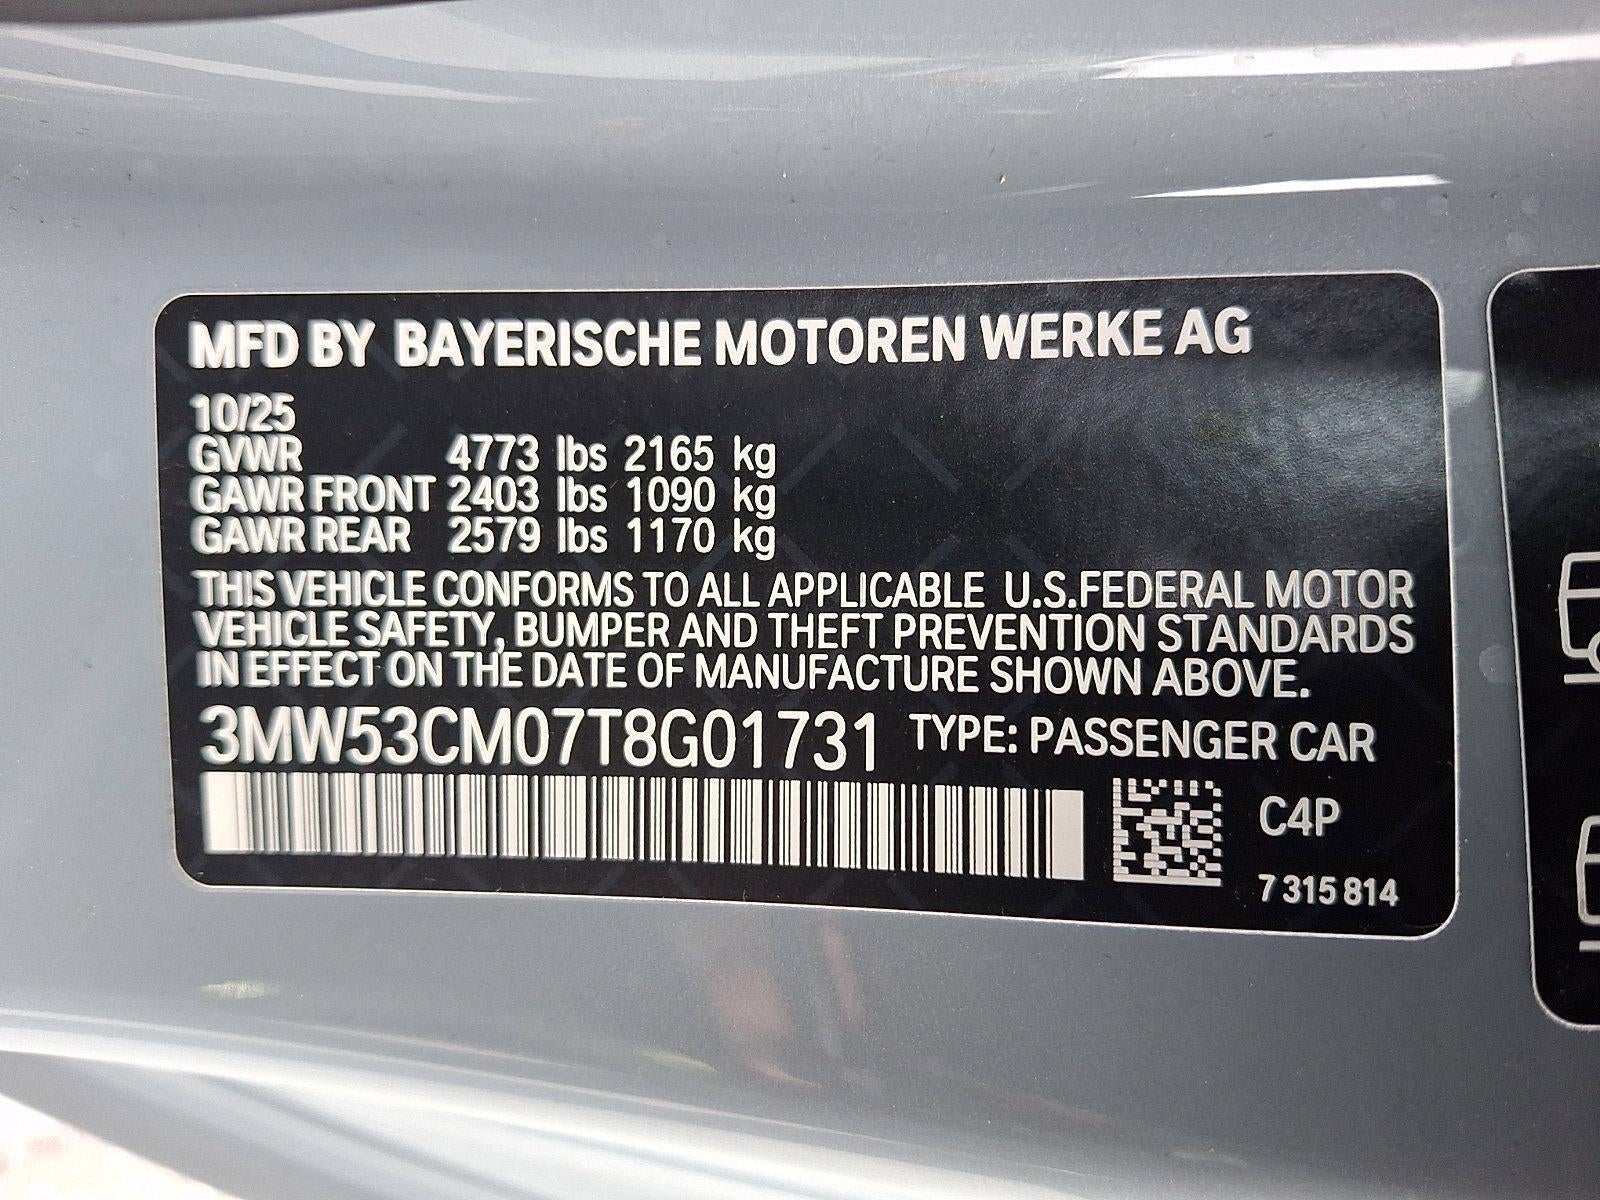 MFD BY BAYERISCHE MOTOREN WERKE AG
10/25
GVWR 4773 lbs 2165 kg
GAWR FRONT 2403 lbs 1090 kg
GAWR REAR 2579 lbs 1170 kg
THIS VEHICLE CONFORMS TO ALL APPLICABLE U.S.FEDERAL MOTOR
VEHICLE SAFETY, BUMPER AND THEFT PREVENTION STANDARDS
IN EFFECT ON THE DATE OF MANUFACTURE SHOWN ABOVE.
3MW53CM07T8G01731 TYPE: PASSENGER CAR
C4P
7 315 814